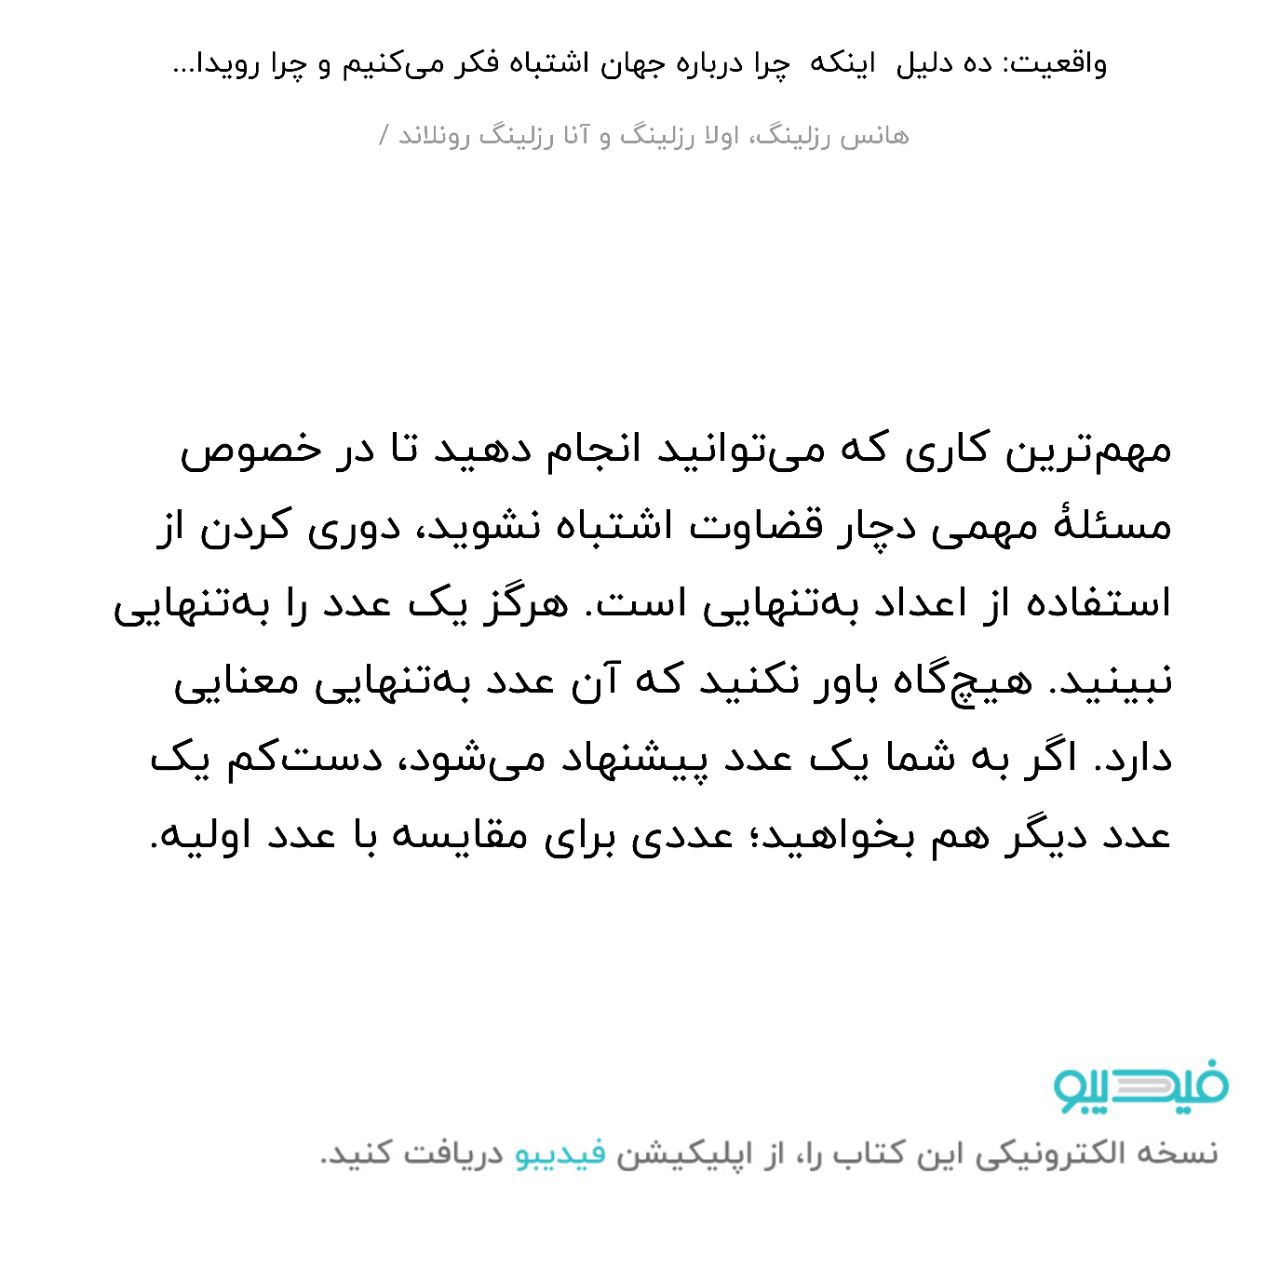 واقعیت: ده دلیل اینکه چرا درباره جهان اشتباه فکر می‌کنیم و چرا رویدا...
هانس رزلینگ، اولا رزلینگ و آنا رزلینگ رونلاند /
مهم‌ترین کاری که می‌توانید انجام دهید تا در خصوص
مسئلهٔ مهمی دچار قضاوت اشتباه نشوید، دوری کردن از
استفاده از اعداد به‌تنهایی است. هرگز یک عدد را به‌تنهایی
نبینید. هیچ‌گاه باور نکنید که آن عدد به‌تنهایی معنایی
دارد. اگر به شما یک عدد پیشنهاد می‌شود، دست‌کم یک
عدد دیگر هم بخواهید؛ عددی برای مقایسه با عدد اولیه.
فیدیبو
نسخه الکترونیکی این کتاب را، از اپلیکیشن فیدیبو دریافت کنید.